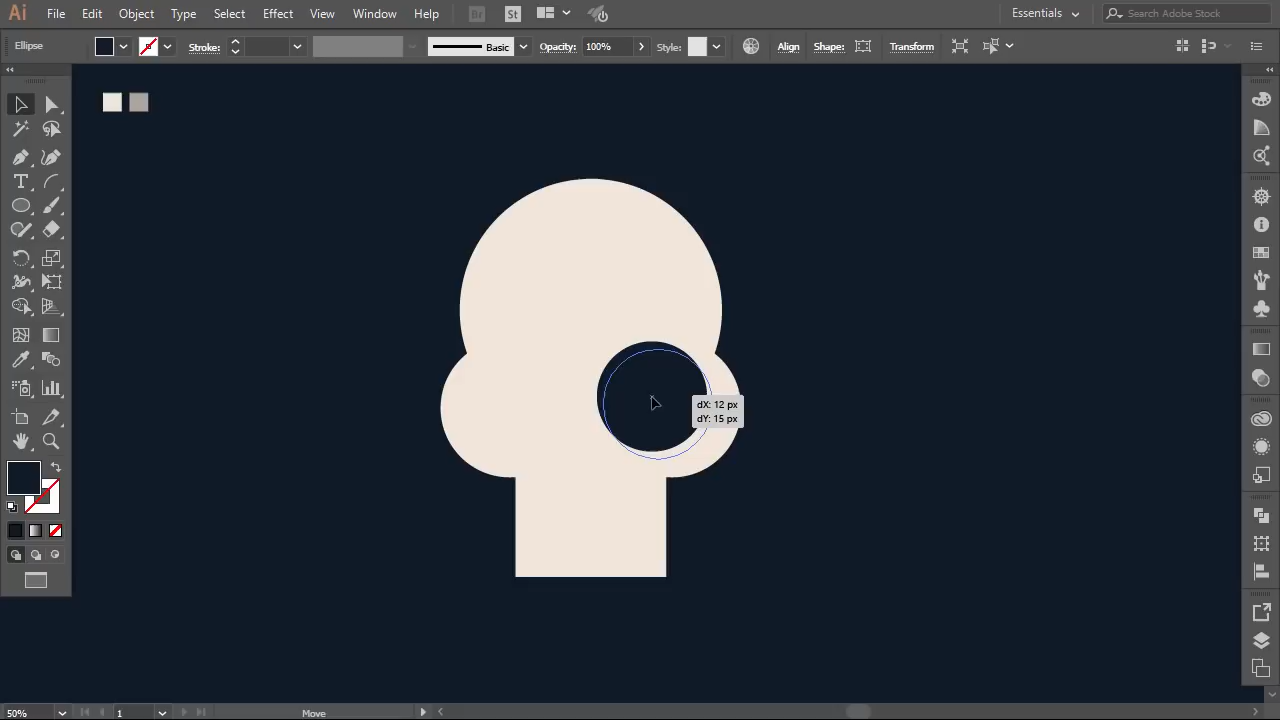 Ai File Edit Object Type Select Effect View Window Help Br St Essentials Search Adobe Stock
Ellipse Stroke: Basic Opacity: 100% Style: Align Shape: Transform
dX: 12 px
dY: 15 px
50% 1 Move